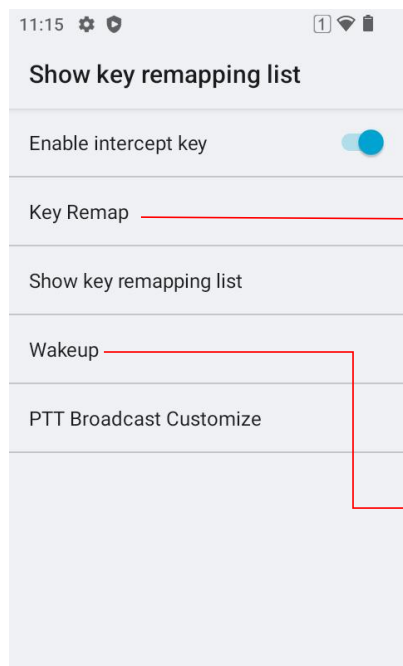 11:15 1
Show key remapping list
Enable intercept key
Key Remap
Show key remapping list
Wakeup
PTT Broadcast Customize